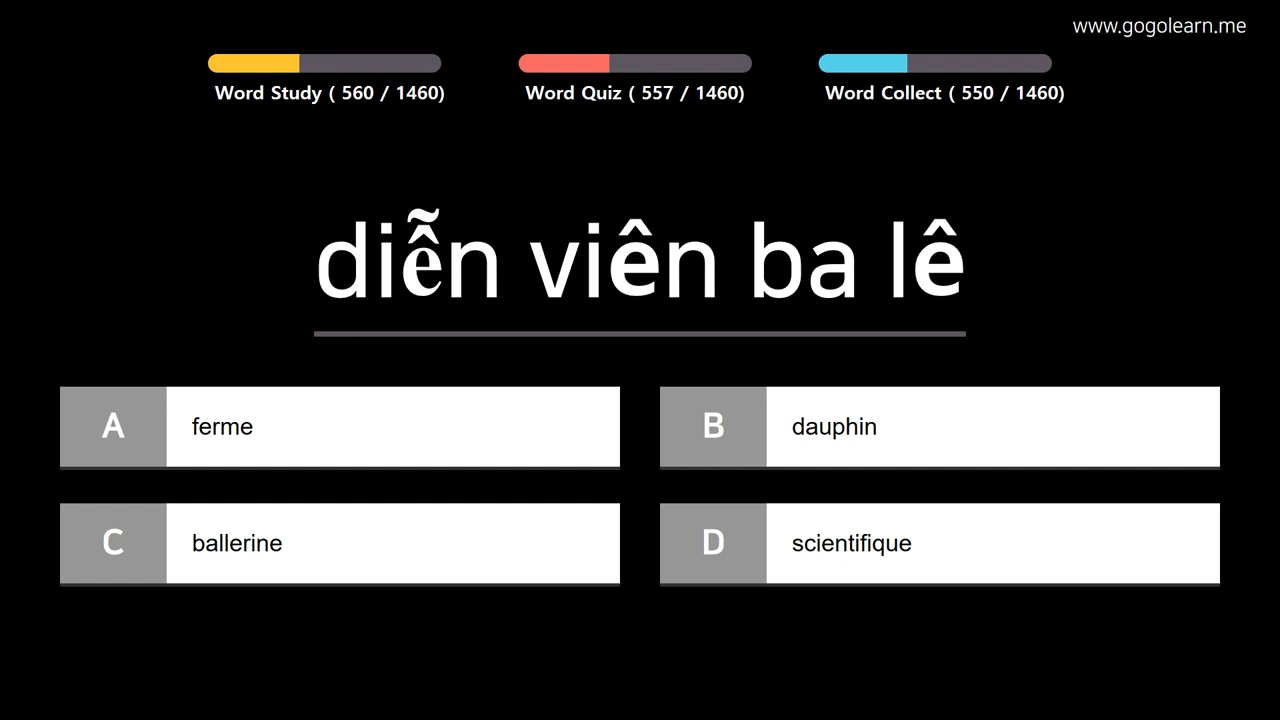 www.gogolearn.me
Word Study ( 560 / 1460)
Word Quiz ( 557 / 1460)
Word Collect ( 550 / 1460)
diễn viên ba lê
A ferme
B dauphin
C ballerine
D scientifique